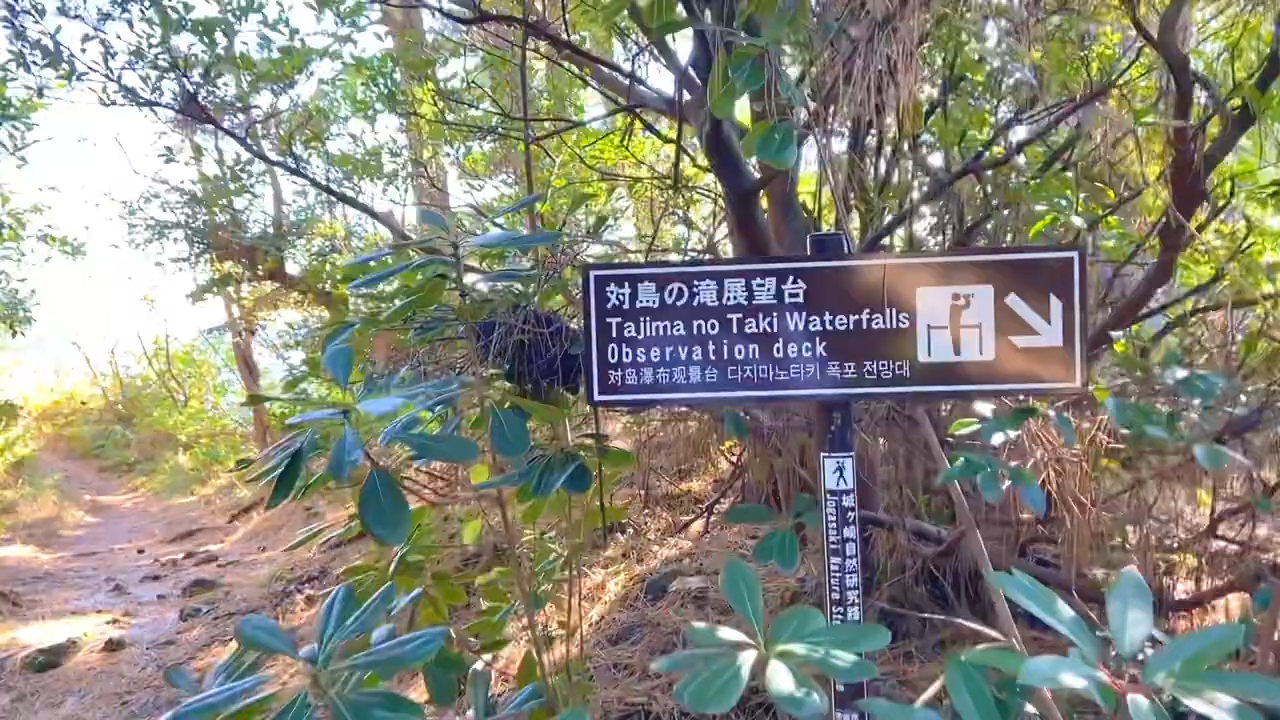 対島の滝展望台
Tajima no Taki Waterfalls
Observation deck
对岛瀑布观景台 다지마노타키 폭포 전망대
城ヶ崎自然研究路
Jogasaki Nature